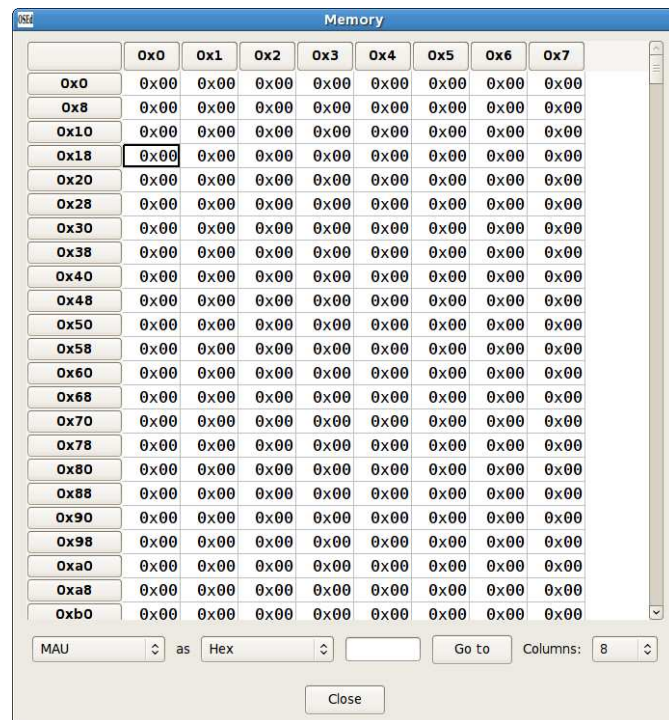 OSEd Memory
0x0 0x1 0x2 0x3 0x4 0x5 0x6 0x7
0x0 0x00 0x00 0x00 0x00 0x00 0x00 0x00 0x00
0x8 0x00 0x00 0x00 0x00 0x00 0x00 0x00 0x00
0x10 0x00 0x00 0x00 0x00 0x00 0x00 0x00 0x00
0x18 0x00 0x00 0x00 0x00 0x00 0x00 0x00 0x00
0x20 0x00 0x00 0x00 0x00 0x00 0x00 0x00 0x00
0x28 0x00 0x00 0x00 0x00 0x00 0x00 0x00 0x00
0x30 0x00 0x00 0x00 0x00 0x00 0x00 0x00 0x00
0x38 0x00 0x00 0x00 0x00 0x00 0x00 0x00 0x00
0x40 0x00 0x00 0x00 0x00 0x00 0x00 0x00 0x00
0x48 0x00 0x00 0x00 0x00 0x00 0x00 0x00 0x00
0x50 0x00 0x00 0x00 0x00 0x00 0x00 0x00 0x00
0x58 0x00 0x00 0x00 0x00 0x00 0x00 0x00 0x00
0x60 0x00 0x00 0x00 0x00 0x00 0x00 0x00 0x00
0x68 0x00 0x00 0x00 0x00 0x00 0x00 0x00 0x00
0x70 0x00 0x00 0x00 0x00 0x00 0x00 0x00 0x00
0x78 0x00 0x00 0x00 0x00 0x00 0x00 0x00 0x00
0x80 0x00 0x00 0x00 0x00 0x00 0x00 0x00 0x00
0x88 0x00 0x00 0x00 0x00 0x00 0x00 0x00 0x00
0x90 0x00 0x00 0x00 0x00 0x00 0x00 0x00 0x00
0x98 0x00 0x00 0x00 0x00 0x00 0x00 0x00 0x00
0xa0 0x00 0x00 0x00 0x00 0x00 0x00 0x00 0x00
0xa8 0x00 0x00 0x00 0x00 0x00 0x00 0x00 0x00
0xb0 0x00 0x00 0x00 0x00 0x00 0x00 0x00 0x00
MAU as Hex Go to Columns: 8
Close